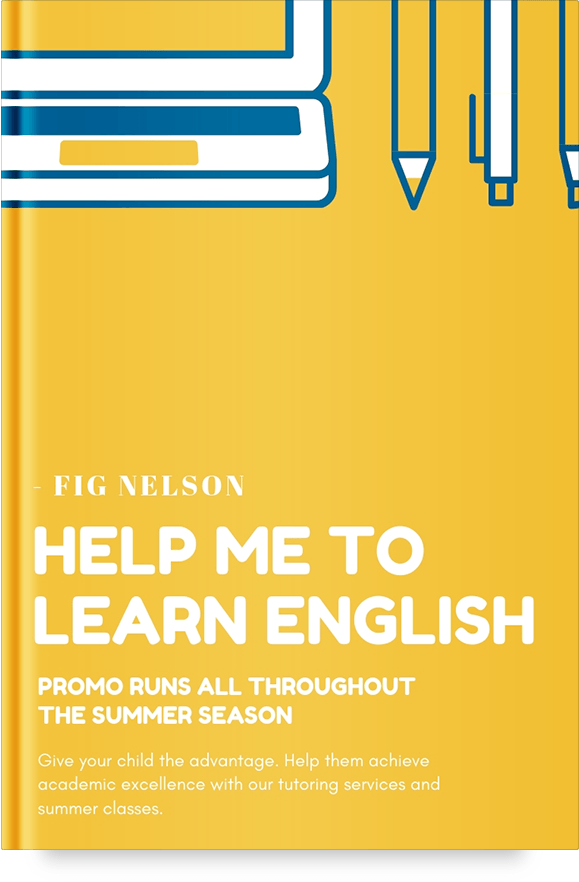 - FIG NELSON
HELP ME TO
LEARN ENGLISH
PROMO RUNS ALL THROUGHOUT
THE SUMMER SEASON
Give your child the advantage. Help them achieve
academic excellence with our tutoring services and
summer classes.